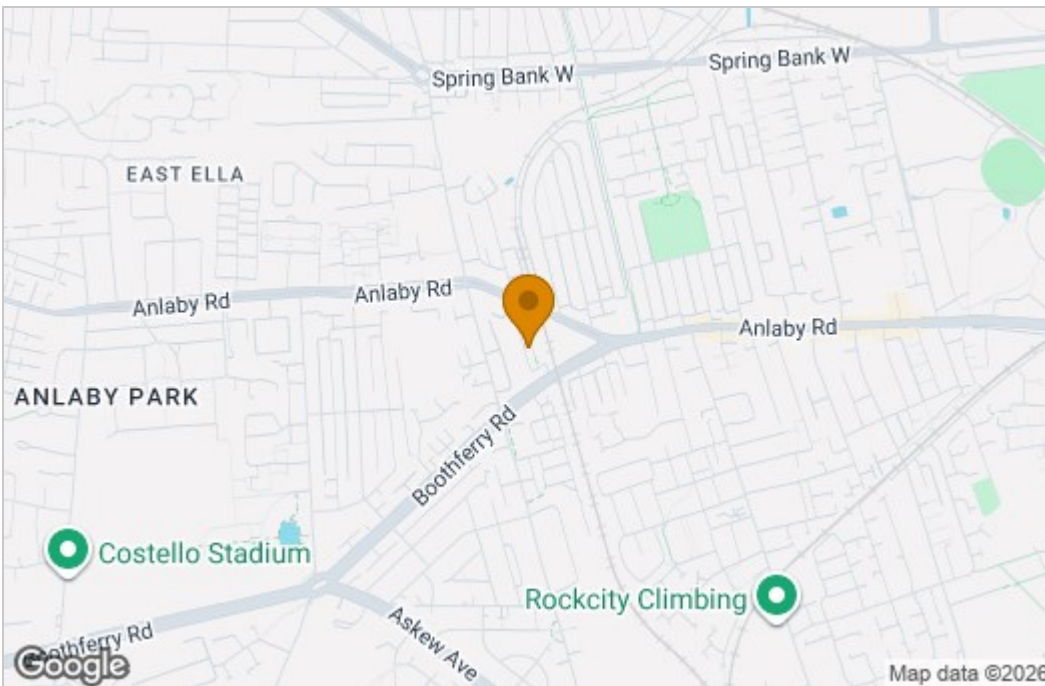 Spring Bank W
Spring Bank W
EAST ELLA
Anlaby Rd
Anlaby Rd
Anlaby Rd
ANLABY PARK
Boothferry Rd
Costello Stadium
Rockcity Climbing
Askew Ave
Boothferry Rd
Google
Map data ©2026